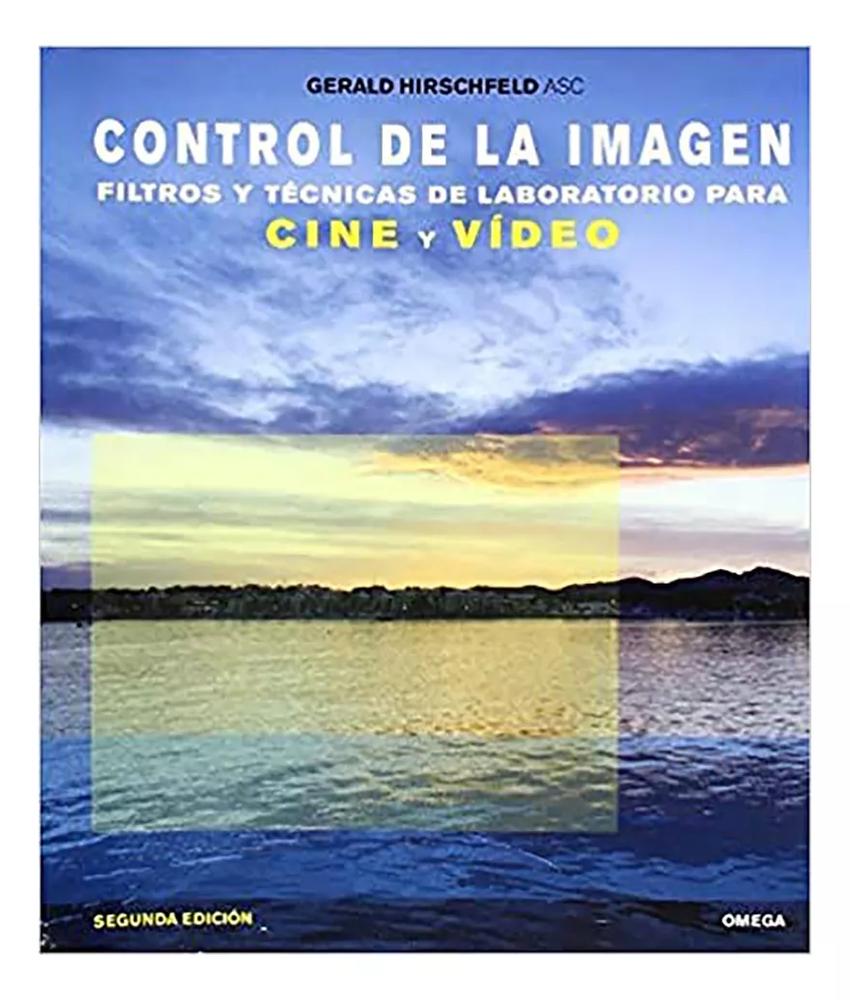 GERALD HIRSCHFELD ASC
CONTROL DE LA IMAGEN
FILTROS Y TÉCNICAS DE LABORATORIO PARA
CINE Y VÍDEO
SEGUNDA EDICIÓN
OMEGA